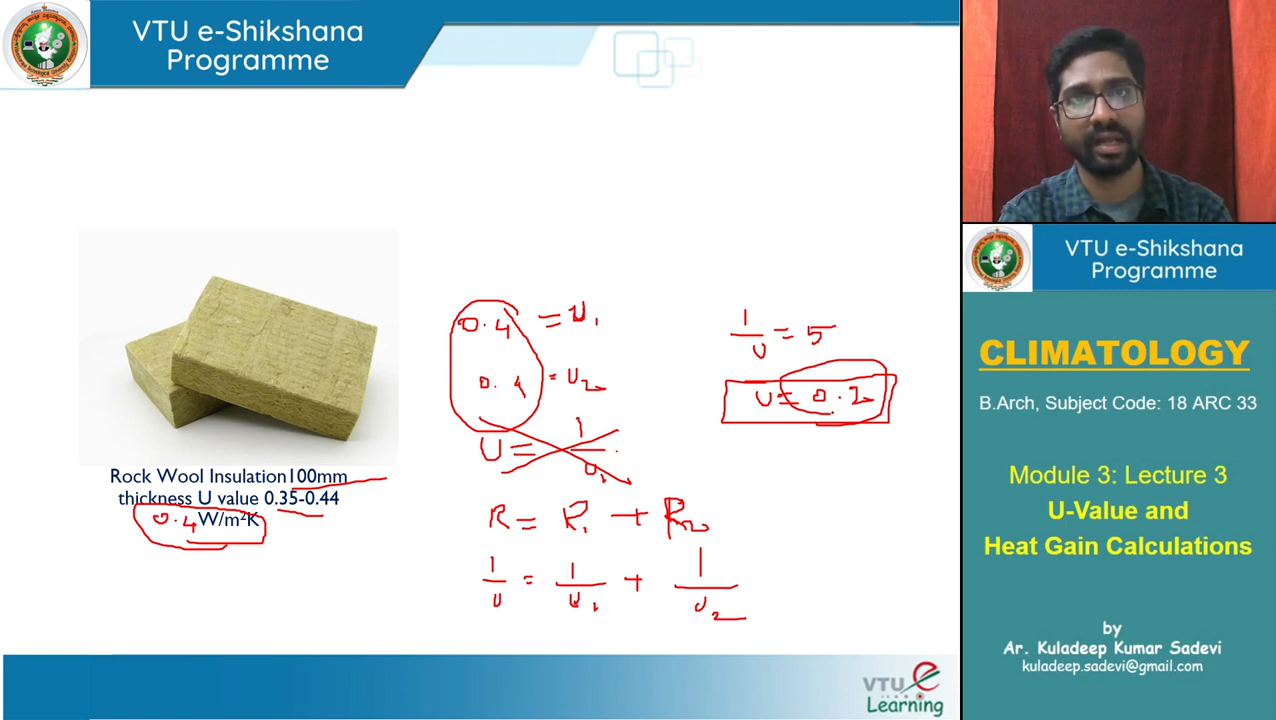 VTU e-Shikshana
Programme
0.4 = U1
0.4 = U2
U = 1
R = R1 + R2
1/U = 1/U1 + 1/U2
1/U = 5
U = 0.2
Rock Wool Insulation100mm
thickness U value 0.35-0.44
W/m²K
0.4
VTU e
Learning
VTU e-Shikshana
Programme
CLIMATOLOGY
B.Arch, Subject Code: 18 ARC 33
Module 3: Lecture 3
U-Value and
Heat Gain Calculations
by
Ar. Kuladeep Kumar Sadevi
kuladeep.sadevi@gmail.com